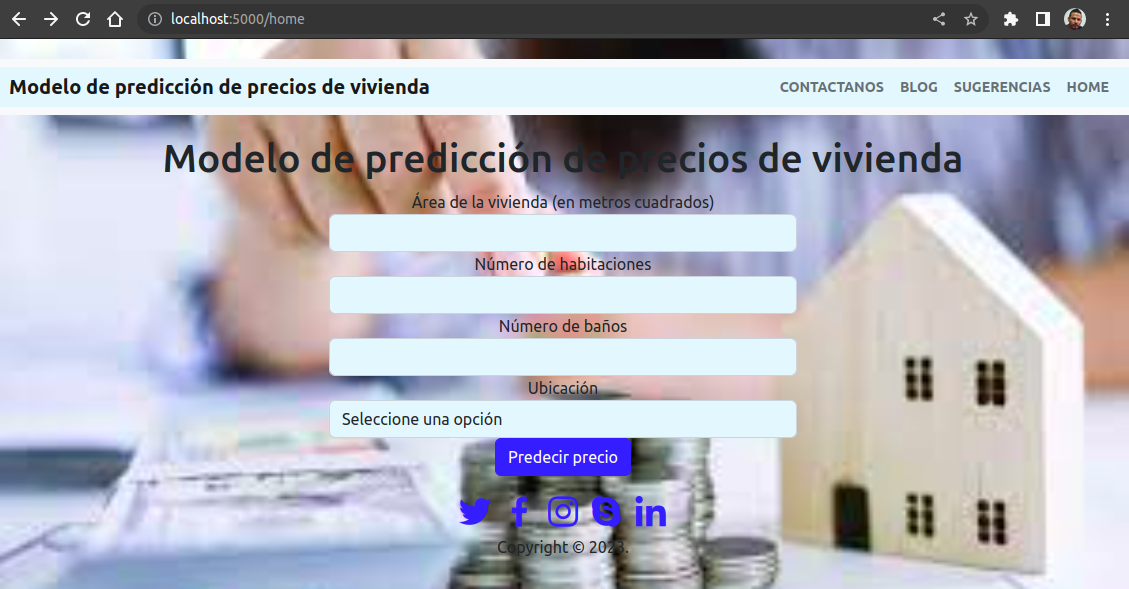 localhost:5000/home
Modelo de predicción de precios de vivienda
CONTACTANOS BLOG SUGERENCIAS HOME
Modelo de predicción de precios de vivienda
Área de la vivienda (en metros cuadrados)
Número de habitaciones
Número de baños
Ubicación
Seleccione una opción
Predecir precio
Copyright © 2023.